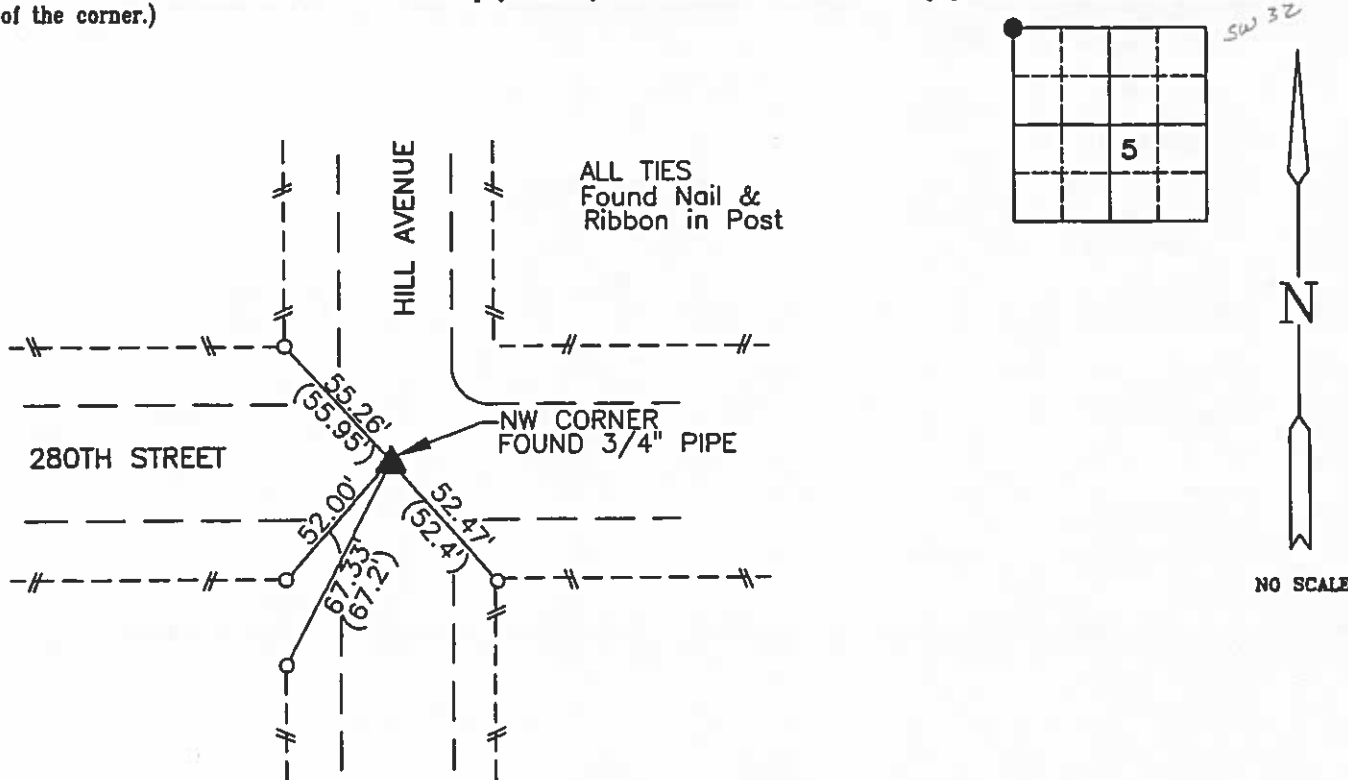 of the corner.)
SW 32
5
HILL AVENUE
ALL TIES
Found Nail &
Ribbon in Post
N
NO SCALE
55.26'
(55.95')
NW CORNER
FOUND 3/4" PIPE
280TH STREET
52.00'
52.47'
(52.4')
67.33'
(67.2')